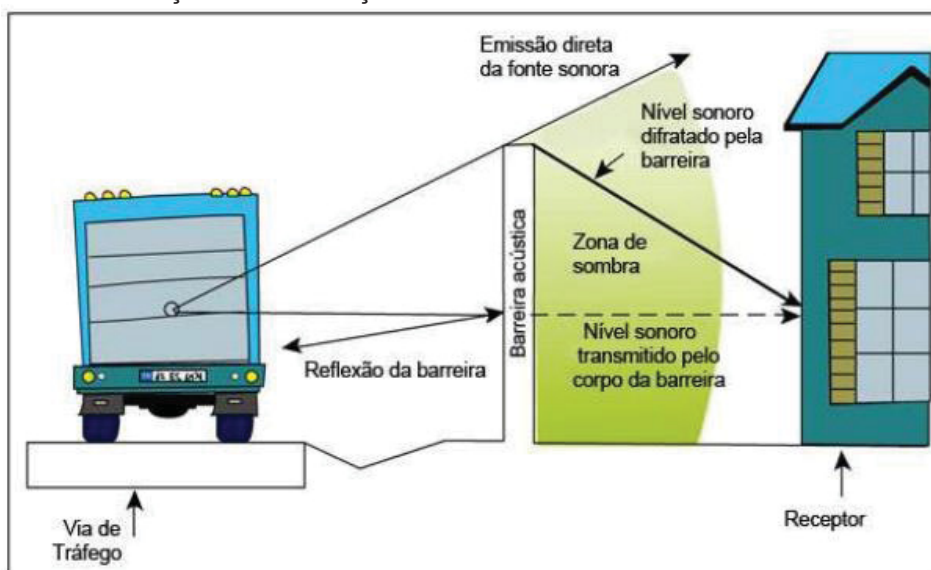 Emissão direta
da fonte sonora
Nível sonoro
difratado pela
barreira
Zona de
sombra
Barreira acústica
Nível sonoro
transmitido pelo
corpo da barreira
Reflexão da barreira
Via de
Tráfego
Receptor